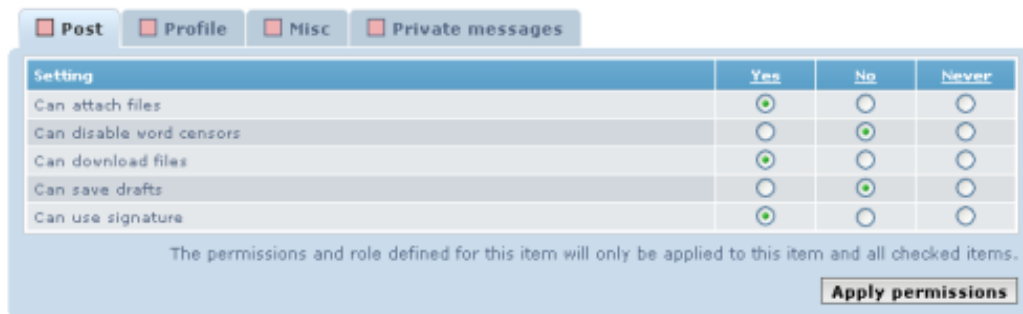 Post Profile Misc Private messages
Setting Yes No Never
Can attach files
Can disable word censors
Can download files
Can save drafts
Can use signature
The permissions and role defined for this item will only be applied to this item and all checked items.
Apply permissions